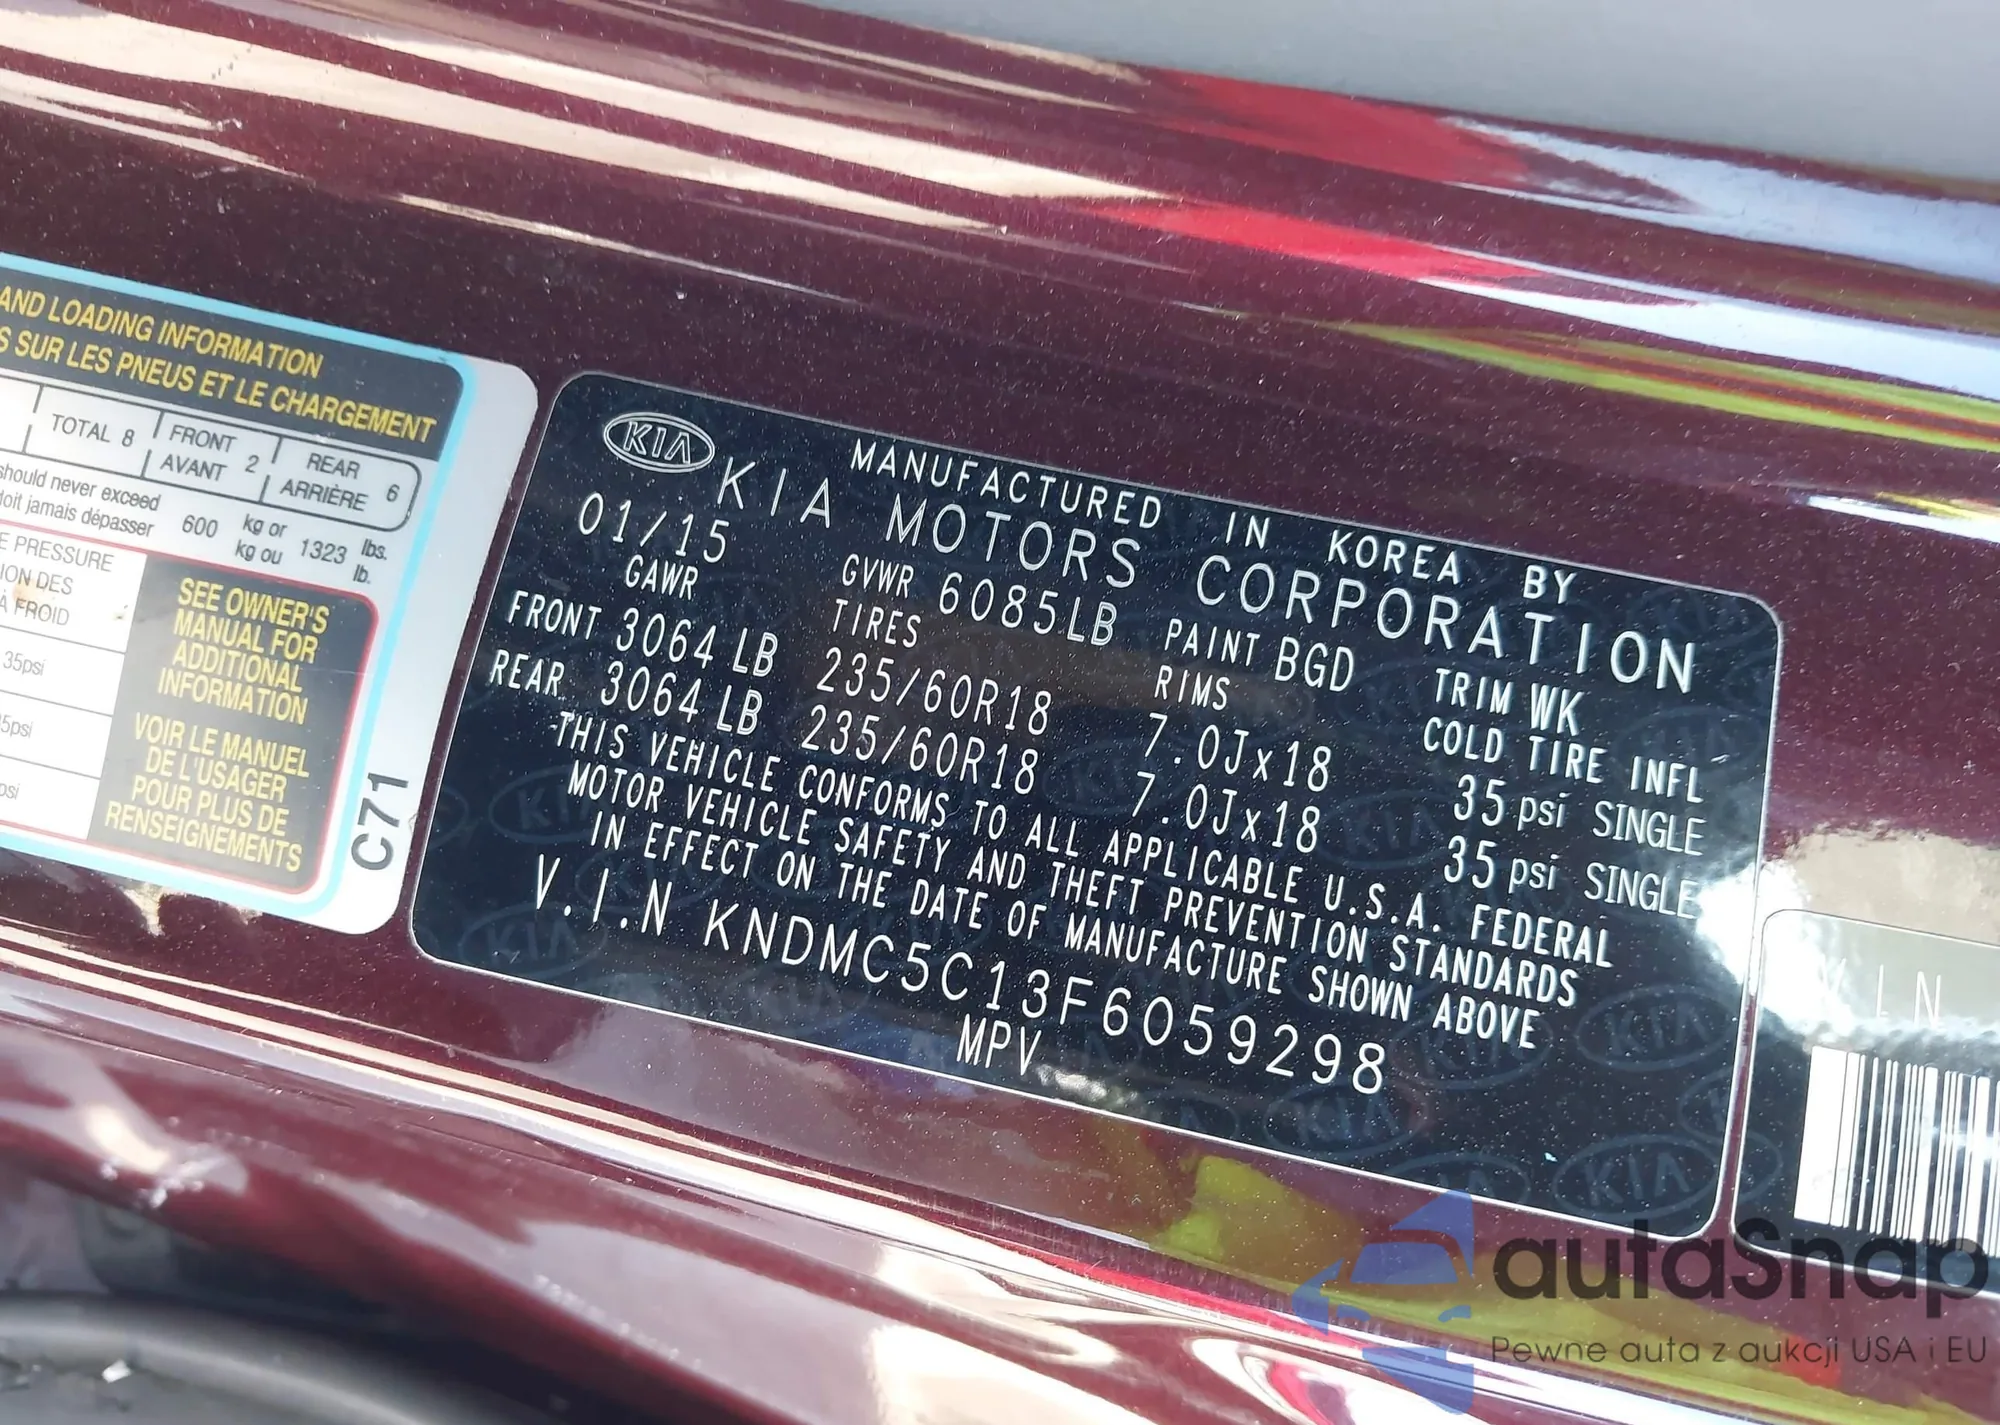 AND LOADING INFORMATION
S SUR LES PNEUS ET LE CHARGEMENT
TOTAL 8
FRONT
AVANT
2
REAR
ARRIÈRE
6
should never exceed
doit jamais dépasser
600
kg or
kg ou
1323
lbs.
lb.
E PRESSURE
ION DES
À FROID
35psi
5psi
psi
SEE OWNER'S
MANUAL FOR
ADDITIONAL
INFORMATION
VOIR LE MANUEL
DE L'USAGER
POUR PLUS DE
RENSEIGNEMENTS
C71
KIA
MANUFACTURED IN KOREA BY
KIA MOTORS CORPORATION
01/15 GVWR 6085LB PAINT BGD TRIM WK
GAWR TIRES RIMS COLD TIRE INFL
FRONT 3064 LB 235/60R18 7.0Jx18 35 psi SINGLE
REAR 3064 LB 235/60R18 7.0Jx18 35 psi SINGLE
THIS VEHICLE CONFORMS TO ALL APPLICABLE U.S.A. FEDERAL
MOTOR VEHICLE SAFETY AND THEFT PREVENTION STANDARDS
IN EFFECT ON THE DATE OF MANUFACTURE SHOWN ABOVE
V.I.N KNDMC5C13F6059298
MPV
autaSnap
Pewne auta z aukcji USA i EU